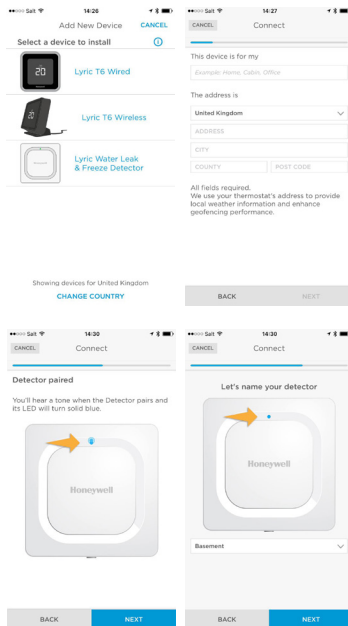 Salt 14:26
Add New Device CANCEL
Select a device to install
Lyric T6 Wired
Lyric T6 Wireless
Lyric Water Leak
& Freeze Detector
Showing devices for United Kingdom
CHANGE COUNTRY
Salt 14:27
CANCEL Connect
This device is for my
Example: Home, Cabin, Office
The address is
United Kingdom
ADDRESS
CITY
COUNTY POST CODE
All fields required.
We use your thermostat's address to provide
local weather information and enhance
geofencing performance.
BACK NEXT
Salt 14:30
CANCEL Connect
Detector paired
You'll hear a tone when the Detector pairs and
its LED will turn solid blue.
Honeywell
BACK NEXT
Salt 14:30
CANCEL Connect
Let's name your detector
Honeywell
Basement
BACK NEXT